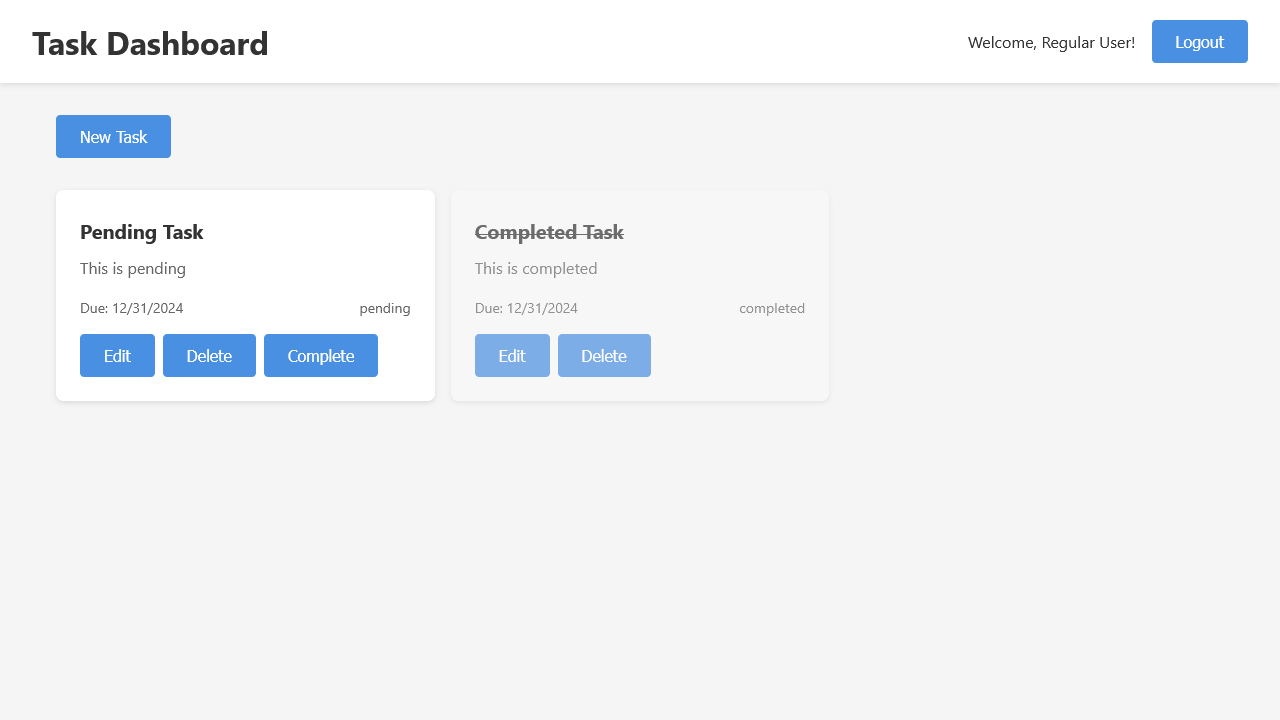 Task Dashboard
Welcome, Regular User!
Logout
New Task
Pending Task
This is pending
Due: 12/31/2024
pending
Edit
Delete
Complete
Completed Task
This is completed
Due: 12/31/2024
completed
Edit
Delete